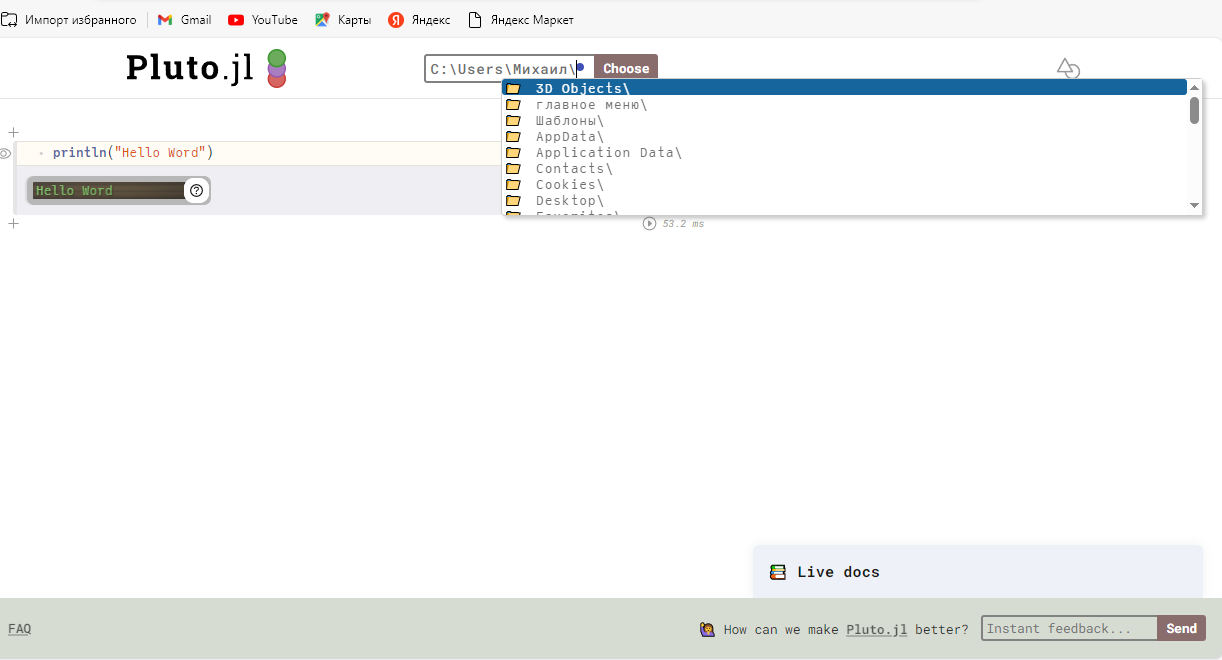 Импорт избранного Gmail YouTube Карты Яндекс Яндекс Маркет
Pluto.jl C:\Users\Михаил\ Choose
3D Objects\
главное меню\
Шаблоны\
AppData\
Application Data\
Contacts\
Cookies\
Desktop\
println("Hello Word")
Hello Word
53.2 ms
Live docs
FAQ How can we make Pluto.jl better? Instant feedback... Send